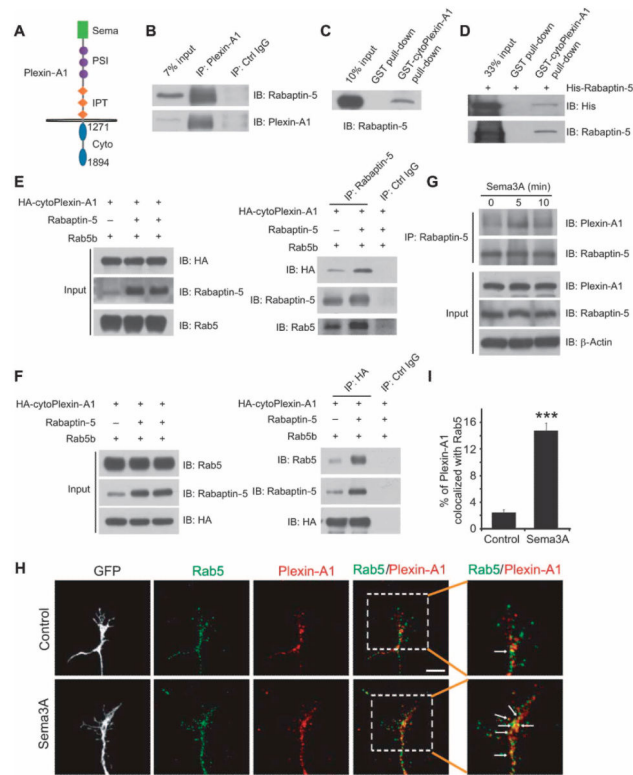 A
Sema
PSI
Plexin-A1
IPT
1271
Cyto
1894
B
7% input
IP: Plexin-A1
IP: Ctrl IgG
IB: Rabaptin-5
IB: Plexin-A1
C
10% input
GST pull-down
GST-cytoPlexin-A1
pull-down
IB: Rabaptin-5
D
33% input
GST pull-down
GST-cytoPlexin-A1
pull-down
+ + + His-Rabaptin-5
IB: His
IB: Rabaptin-5
E
HA-cytoPlexin-A1 + + +
Rabaptin-5 – + +
Rab5b + + +
Input
IB: HA
IB: Rabaptin-5
IB: Rab5
IP: Rabaptin-5
IP: Ctrl IgG
HA-cytoPlexin-A1 + + +
Rabaptin-5 – + +
Rab5b + + +
IB: HA
IB: Rabaptin-5
IB: Rab5
G
Sema3A (min)
0 5 10
IP: Rabaptin-5
IB: Plexin-A1
IB: Rabaptin-5
Input
IB: Plexin-A1
IB: Rabaptin-5
IB: β-Actin
F
HA-cytoPlexin-A1 + + +
Rabaptin-5 – + +
Rab5b + + +
Input
IB: Rab5
IB: Rabaptin-5
IB: HA
IP: HA
IP: Ctrl IgG
HA-cytoPlexin-A1 + + +
Rabaptin-5 – + +
Rab5b + + +
IB: Rab5
IB: Rabaptin-5
IB: HA
I
% of Plexin-A1
colocalized with Rab5
16
12
8
4
0
***
Control Sema3A
H
GFP Rab5 Plexin-A1 Rab5/Plexin-A1 Rab5/Plexin-A1
Control
Sema3A